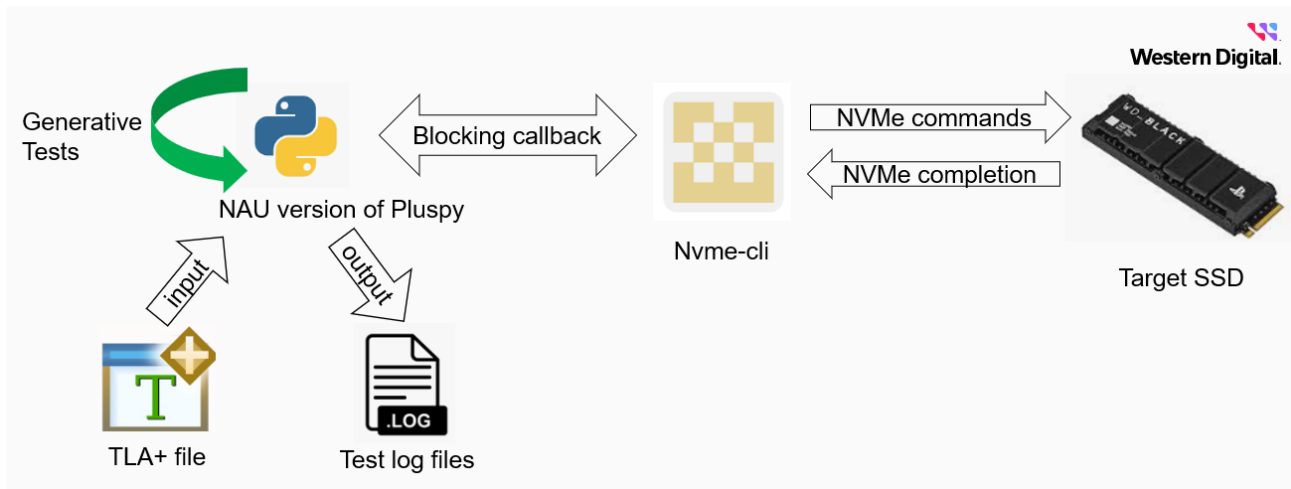 Western Digital.
Generative
Tests
Blocking callback
NVMe commands
WD_BLACK
NVMe completion
NAU version of Pluspy
Nvme-cli
Target SSD
input
output
T
.LOG
TLA+ file
Test log files